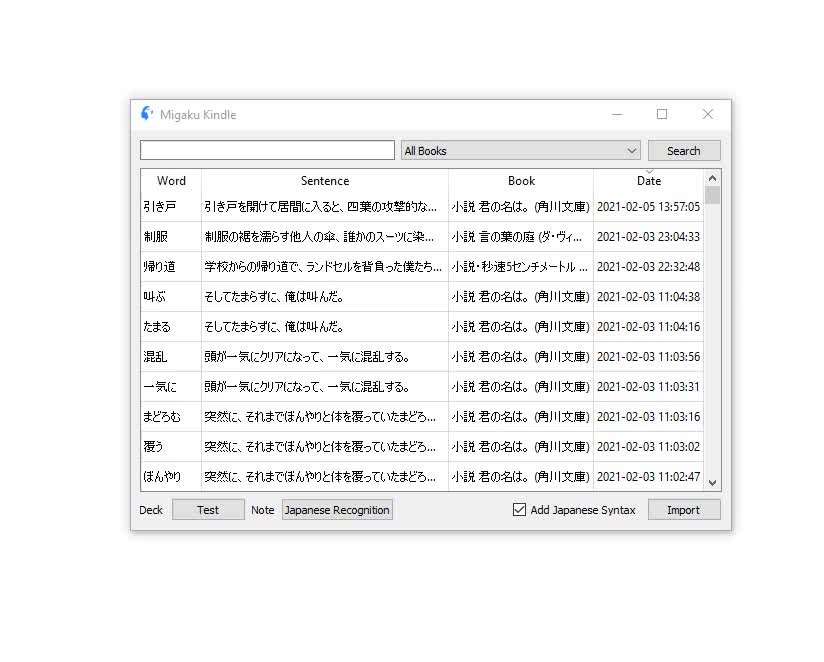 Migaku Kindle
All Books
Search
Word Sentence Book Date
引き戸 引き戸を開けて居間に入ると、四葉の攻撃的な... 小説 君の名は。 (角川文庫) 2021-02-05 13:57:05
制服 制服の裾を濡らす他人の傘、誰かのスーツに染... 小説 言の葉の庭 (ダ・ヴィ... 2021-02-03 23:04:33
帰り道 学校からの帰り道で、ランドセルを背負った僕たち... 小説・秒速5センチメートル ... 2021-02-03 22:32:48
叫ぶ そしてたまらずに、俺は叫んだ。 小説 君の名は。 (角川文庫) 2021-02-03 11:04:38
たまる そしてたまらずに、俺は叫んだ。 小説 君の名は。 (角川文庫) 2021-02-03 11:04:16
混乱 頭が一気にクリアになって、一気に混乱する。 小説 君の名は。 (角川文庫) 2021-02-03 11:03:56
一気に 頭が一気にクリアになって、一気に混乱する。 小説 君の名は。 (角川文庫) 2021-02-03 11:03:31
まどろむ 突然に、それまでぼんやりと体を覆っていたまどろ... 小説 君の名は。 (角川文庫) 2021-02-03 11:03:16
覆う 突然に、それまでぼんやりと体を覆っていたまどろ... 小説 君の名は。 (角川文庫) 2021-02-03 11:03:02
ぼんやり 突然に、それまでぼんやりと体を覆っていたまどろ... 小説 君の名は。 (角川文庫) 2021-02-03 11:02:47
Deck Test Note Japanese Recognition Add Japanese Syntax Import